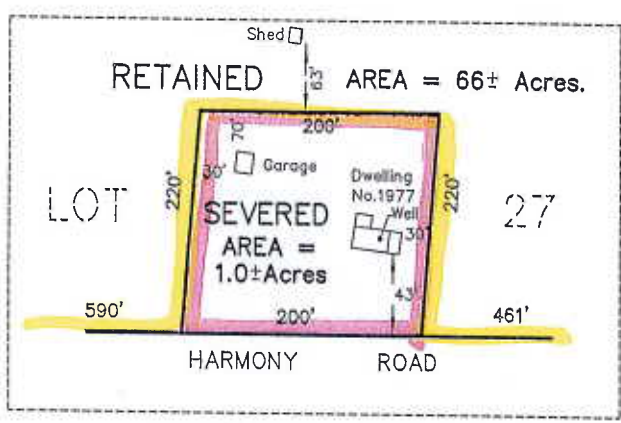 Shed
RETAINED AREA = 66± Acres.
63'
200'
70'
30'
Garage
Dwelling
No.1977
Well
30'
LOT
220'
220'
27
SEVERED
AREA =
1.0±Acres
43'
590'
200'
461'
HARMONY ROAD